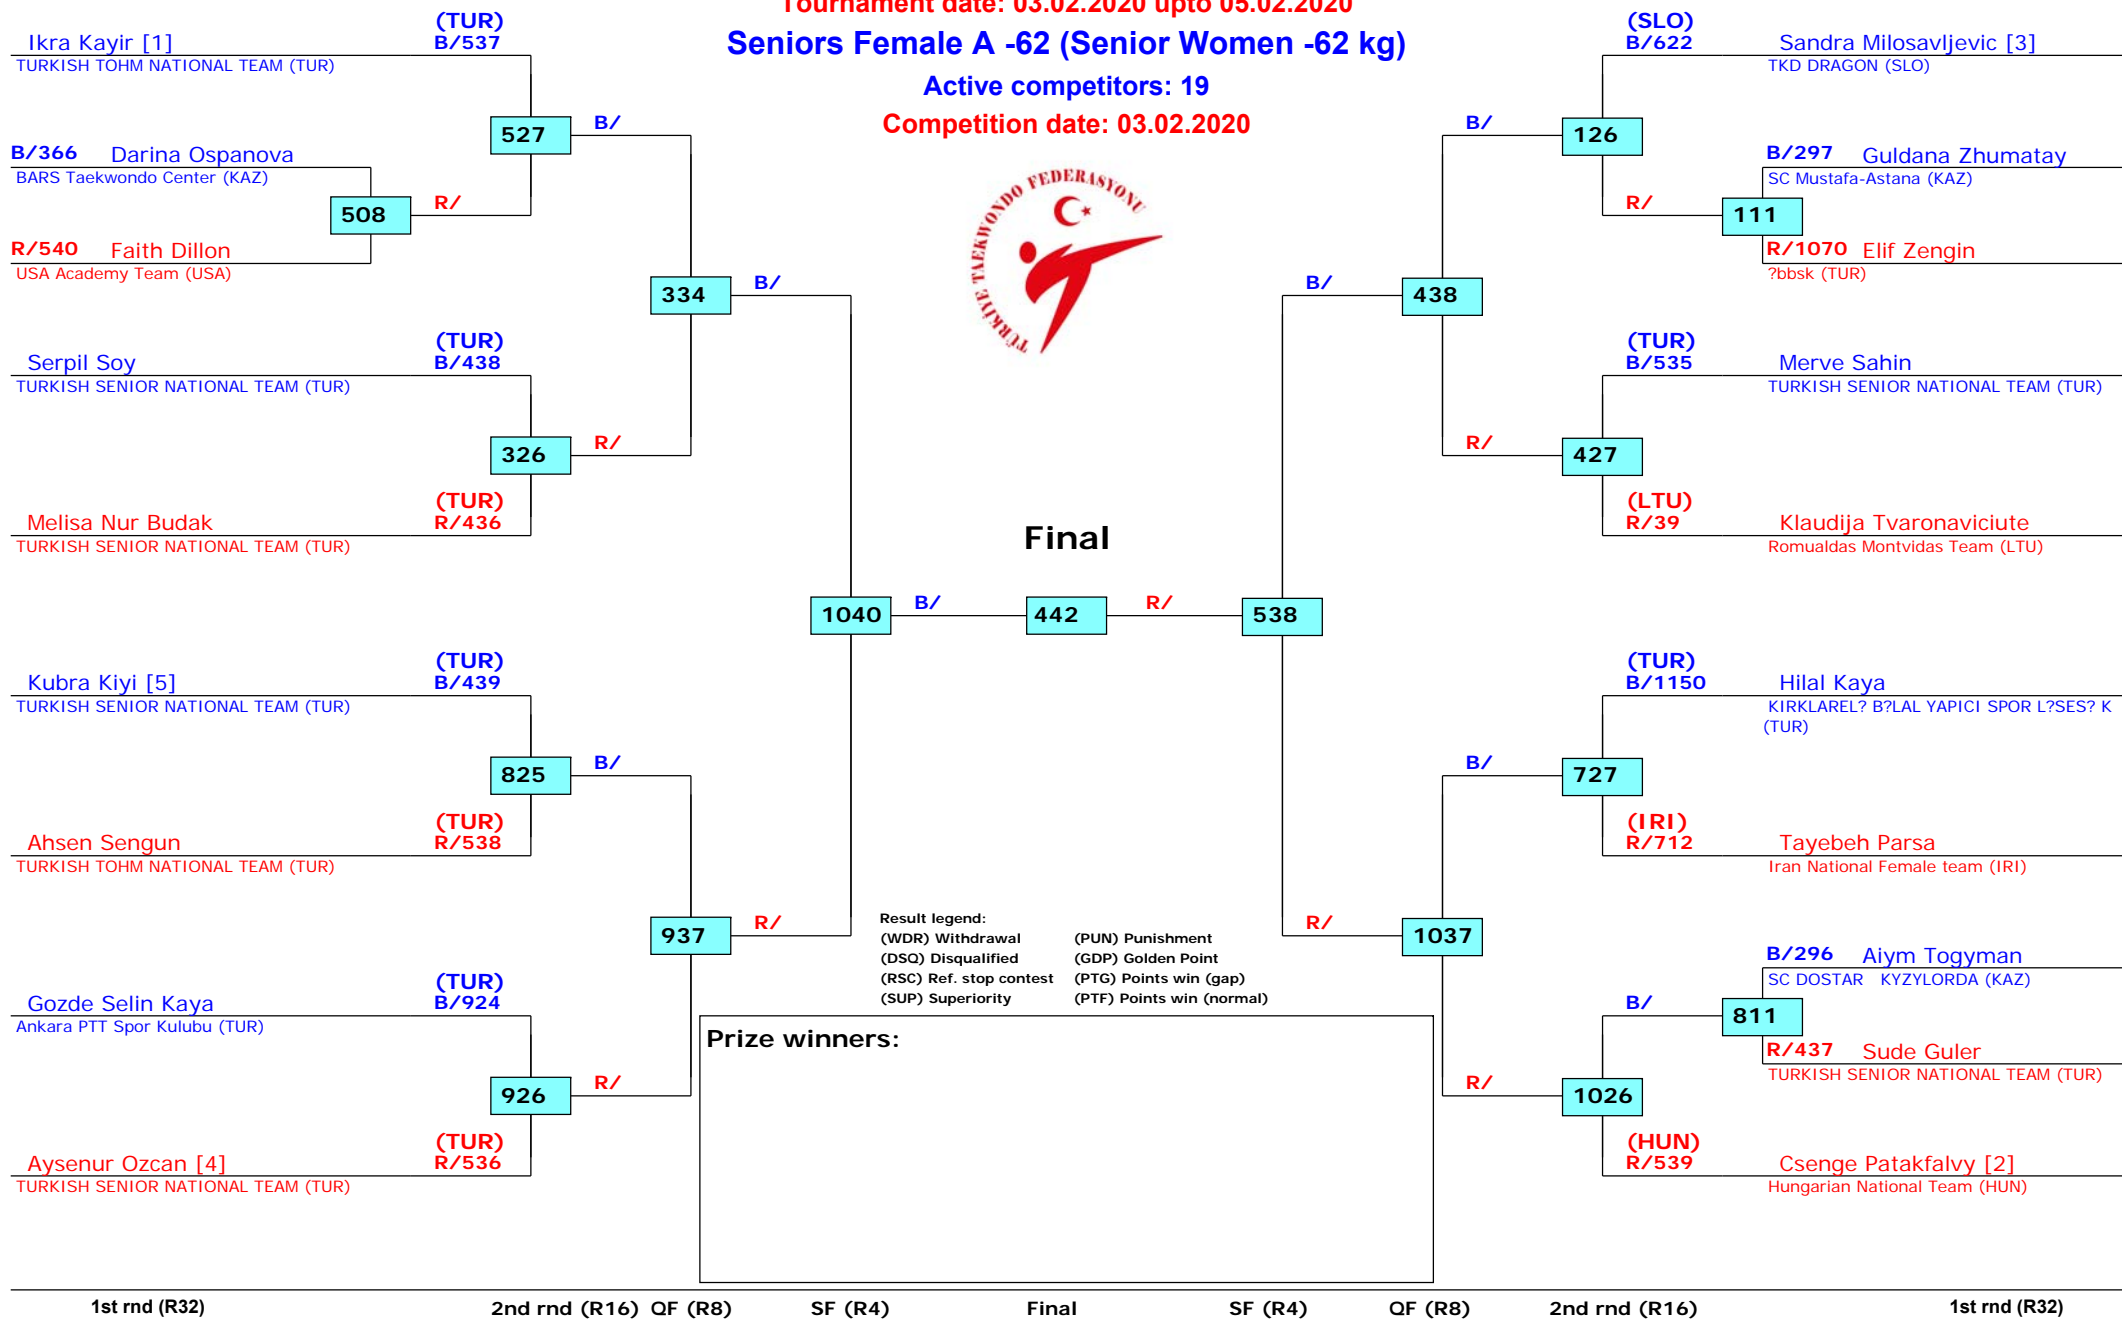 Tournament date: 03.02.2020 upto 05.02.2020
Seniors Female A -62 (Senior Women -62 kg)
Active competitors: 19
Competition date: 03.02.2020
TÜRKİYE TAEKWONDO FEDERASYONU
Ikra Kayir [1]
(TUR)
B/537
TURKISH TOHM NATIONAL TEAM (TUR)
527
B/
B/366 Darina Ospanova
BARS Taekwondo Center (KAZ)
508
R/
R/540 Faith Dillon
USA Academy Team (USA)
334
B/
Serpil Soy
(TUR)
B/438
TURKISH SENIOR NATIONAL TEAM (TUR)
326
R/
Melisa Nur Budak
(TUR)
R/436
TURKISH SENIOR NATIONAL TEAM (TUR)
1040
B/
Kubra Kiyi [5]
(TUR)
B/439
TURKISH SENIOR NATIONAL TEAM (TUR)
825
B/
Ahsen Sengun
(TUR)
R/538
TURKISH TOHM NATIONAL TEAM (TUR)
937
R/
Gozde Selin Kaya
(TUR)
B/924
Ankara PTT Spor Kulubu (TUR)
926
R/
Aysenur Ozcan [4]
(TUR)
R/536
TURKISH SENIOR NATIONAL TEAM (TUR)
Final
442
R/
538
(SLO)
B/622
Sandra Milosavljevic [3]
TKD DRAGON (SLO)
B/
126
B/297 Guldana Zhumatay
SC Mustafa-Astana (KAZ)
R/
111
R/1070 Elif Zengin
?bbsk (TUR)
B/
438
(TUR)
B/535
Merve Sahin
TURKISH SENIOR NATIONAL TEAM (TUR)
R/
427
(LTU)
R/39
Klaudija Tvaronaviciute
Romualdas Montvidas Team (LTU)
(TUR)
B/1150
Hilal Kaya
KIRKLAREL? B?LAL YAPICI SPOR L?SES? K
(TUR)
B/
727
(IRI)
R/712
Tayebeh Parsa
Iran National Female team (IRI)
R/
1037
B/296 Aiym Togyman
SC DOSTAR KYZYLORDA (KAZ)
B/
811
R/437 Sude Guler
TURKISH SENIOR NATIONAL TEAM (TUR)
R/
1026
(HUN)
R/539
Csenge Patakfalvy [2]
Hungarian National Team (HUN)
Result legend:
(WDR) Withdrawal (PUN) Punishment
(DSQ) Disqualified (GDP) Golden Point
(RSC) Ref. stop contest (PTG) Points win (gap)
(SUP) Superiority (PTF) Points win (normal)
Prize winners:
1st rnd (R32) 2nd rnd (R16) QF (R8) SF (R4) Final SF (R4) QF (R8) 2nd rnd (R16) 1st rnd (R32)